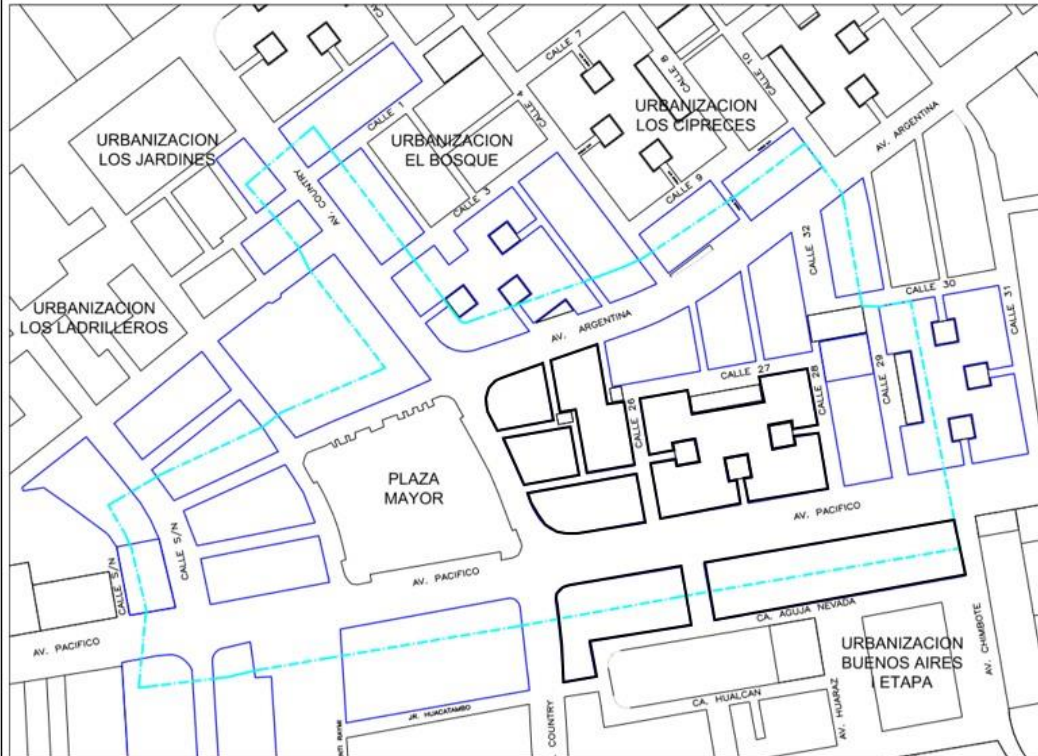 CALLE 7
CALLE 8
CALLE 10
URBANIZACION
LOS CIPRECES
AV. ARGENTINA
CALLE 1
URBANIZACION
LOS JARDINES
URBANIZACION
EL BOSQUE
CALLE 4
AV. COUNTRY
CALLE 3
CALLE 9
CALLE 32
CALLE 30
CALLE 31
URBANIZACION
LOS LADRILLEROS
AV. ARGENTINA
CALLE 27
CALLE 28
CALLE 29
CALLE 26
PLAZA
MAYOR
AV. PACIFICO
CALLE S/N
CALLE S/N
AV. PACIFICO
AV. PACIFICO
CA. AGUJA NEVADA
URBANIZACION
BUENOS AIRES
I ETAPA
AV. CHIMBOTE
CA. HUALCAN
AV. HUARAZ
JR. HUACATAMBO
COUNTRY